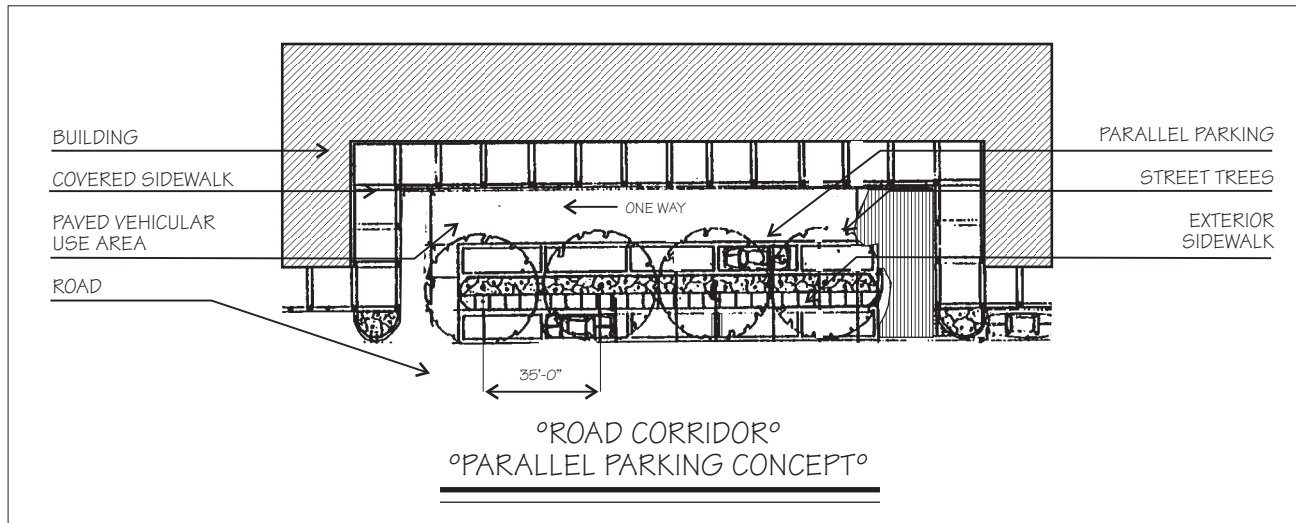 BUILDING
COVERED SIDEWALK
PAVED VEHICULAR
USE AREA
ROAD
ONE WAY
PARALLEL PARKING
STREET TREES
EXTERIOR
SIDEWALK
35'-0"
°ROAD CORRIDOR°
°PARALLEL PARKING CONCEPT°